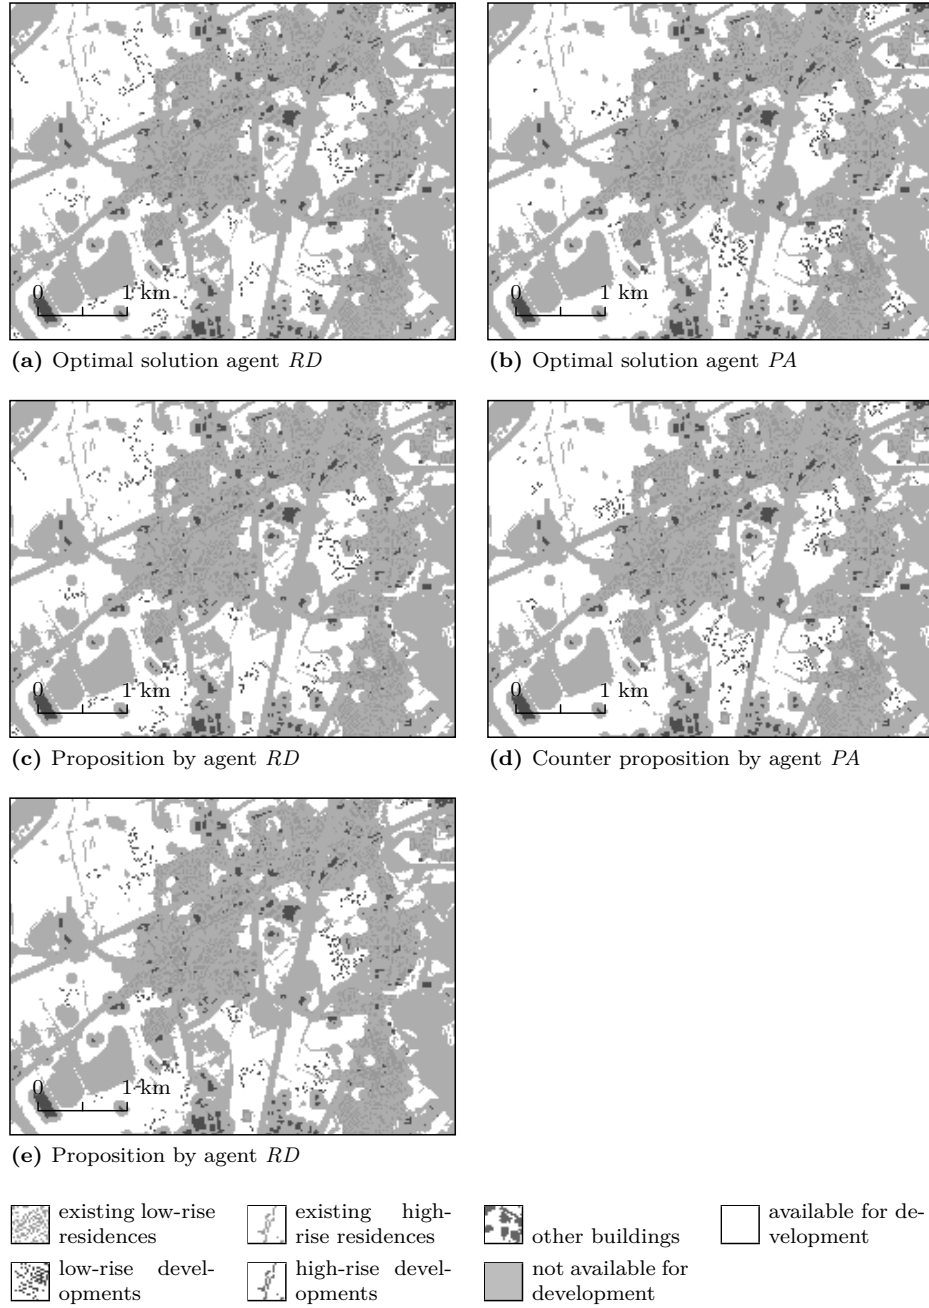 0 1 km
0 1 km
(a) Optimal solution agent RD
(b) Optimal solution agent PA
0 1 km
0 1 km
(c) Proposition by agent RD
(d) Counter proposition by agent PA
0 1 km
(e) Proposition by agent RD
existing low-rise
residences
existing high-
rise residences
other buildings
available for de-
velopment
low-rise devel-
opments
high-rise devel-
opments
not available for
development